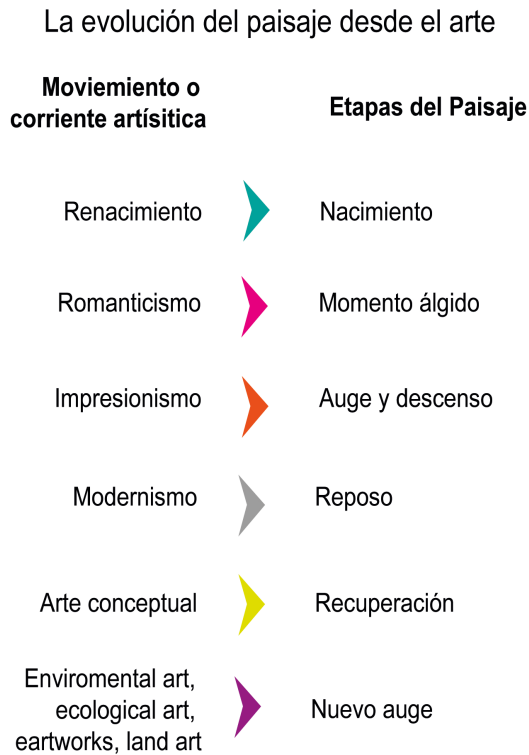 La evolución del paisaje desde el arte
Moviemiento o
corriente artísitica
Etapas del Paisaje
Renacimiento
Nacimiento
Romanticismo
Momento álgido
Impresionismo
Auge y descenso
Modernismo
Reposo
Arte conceptual
Recuperación
Enviromental art,
ecological art,
eartworks, land art
Nuevo auge